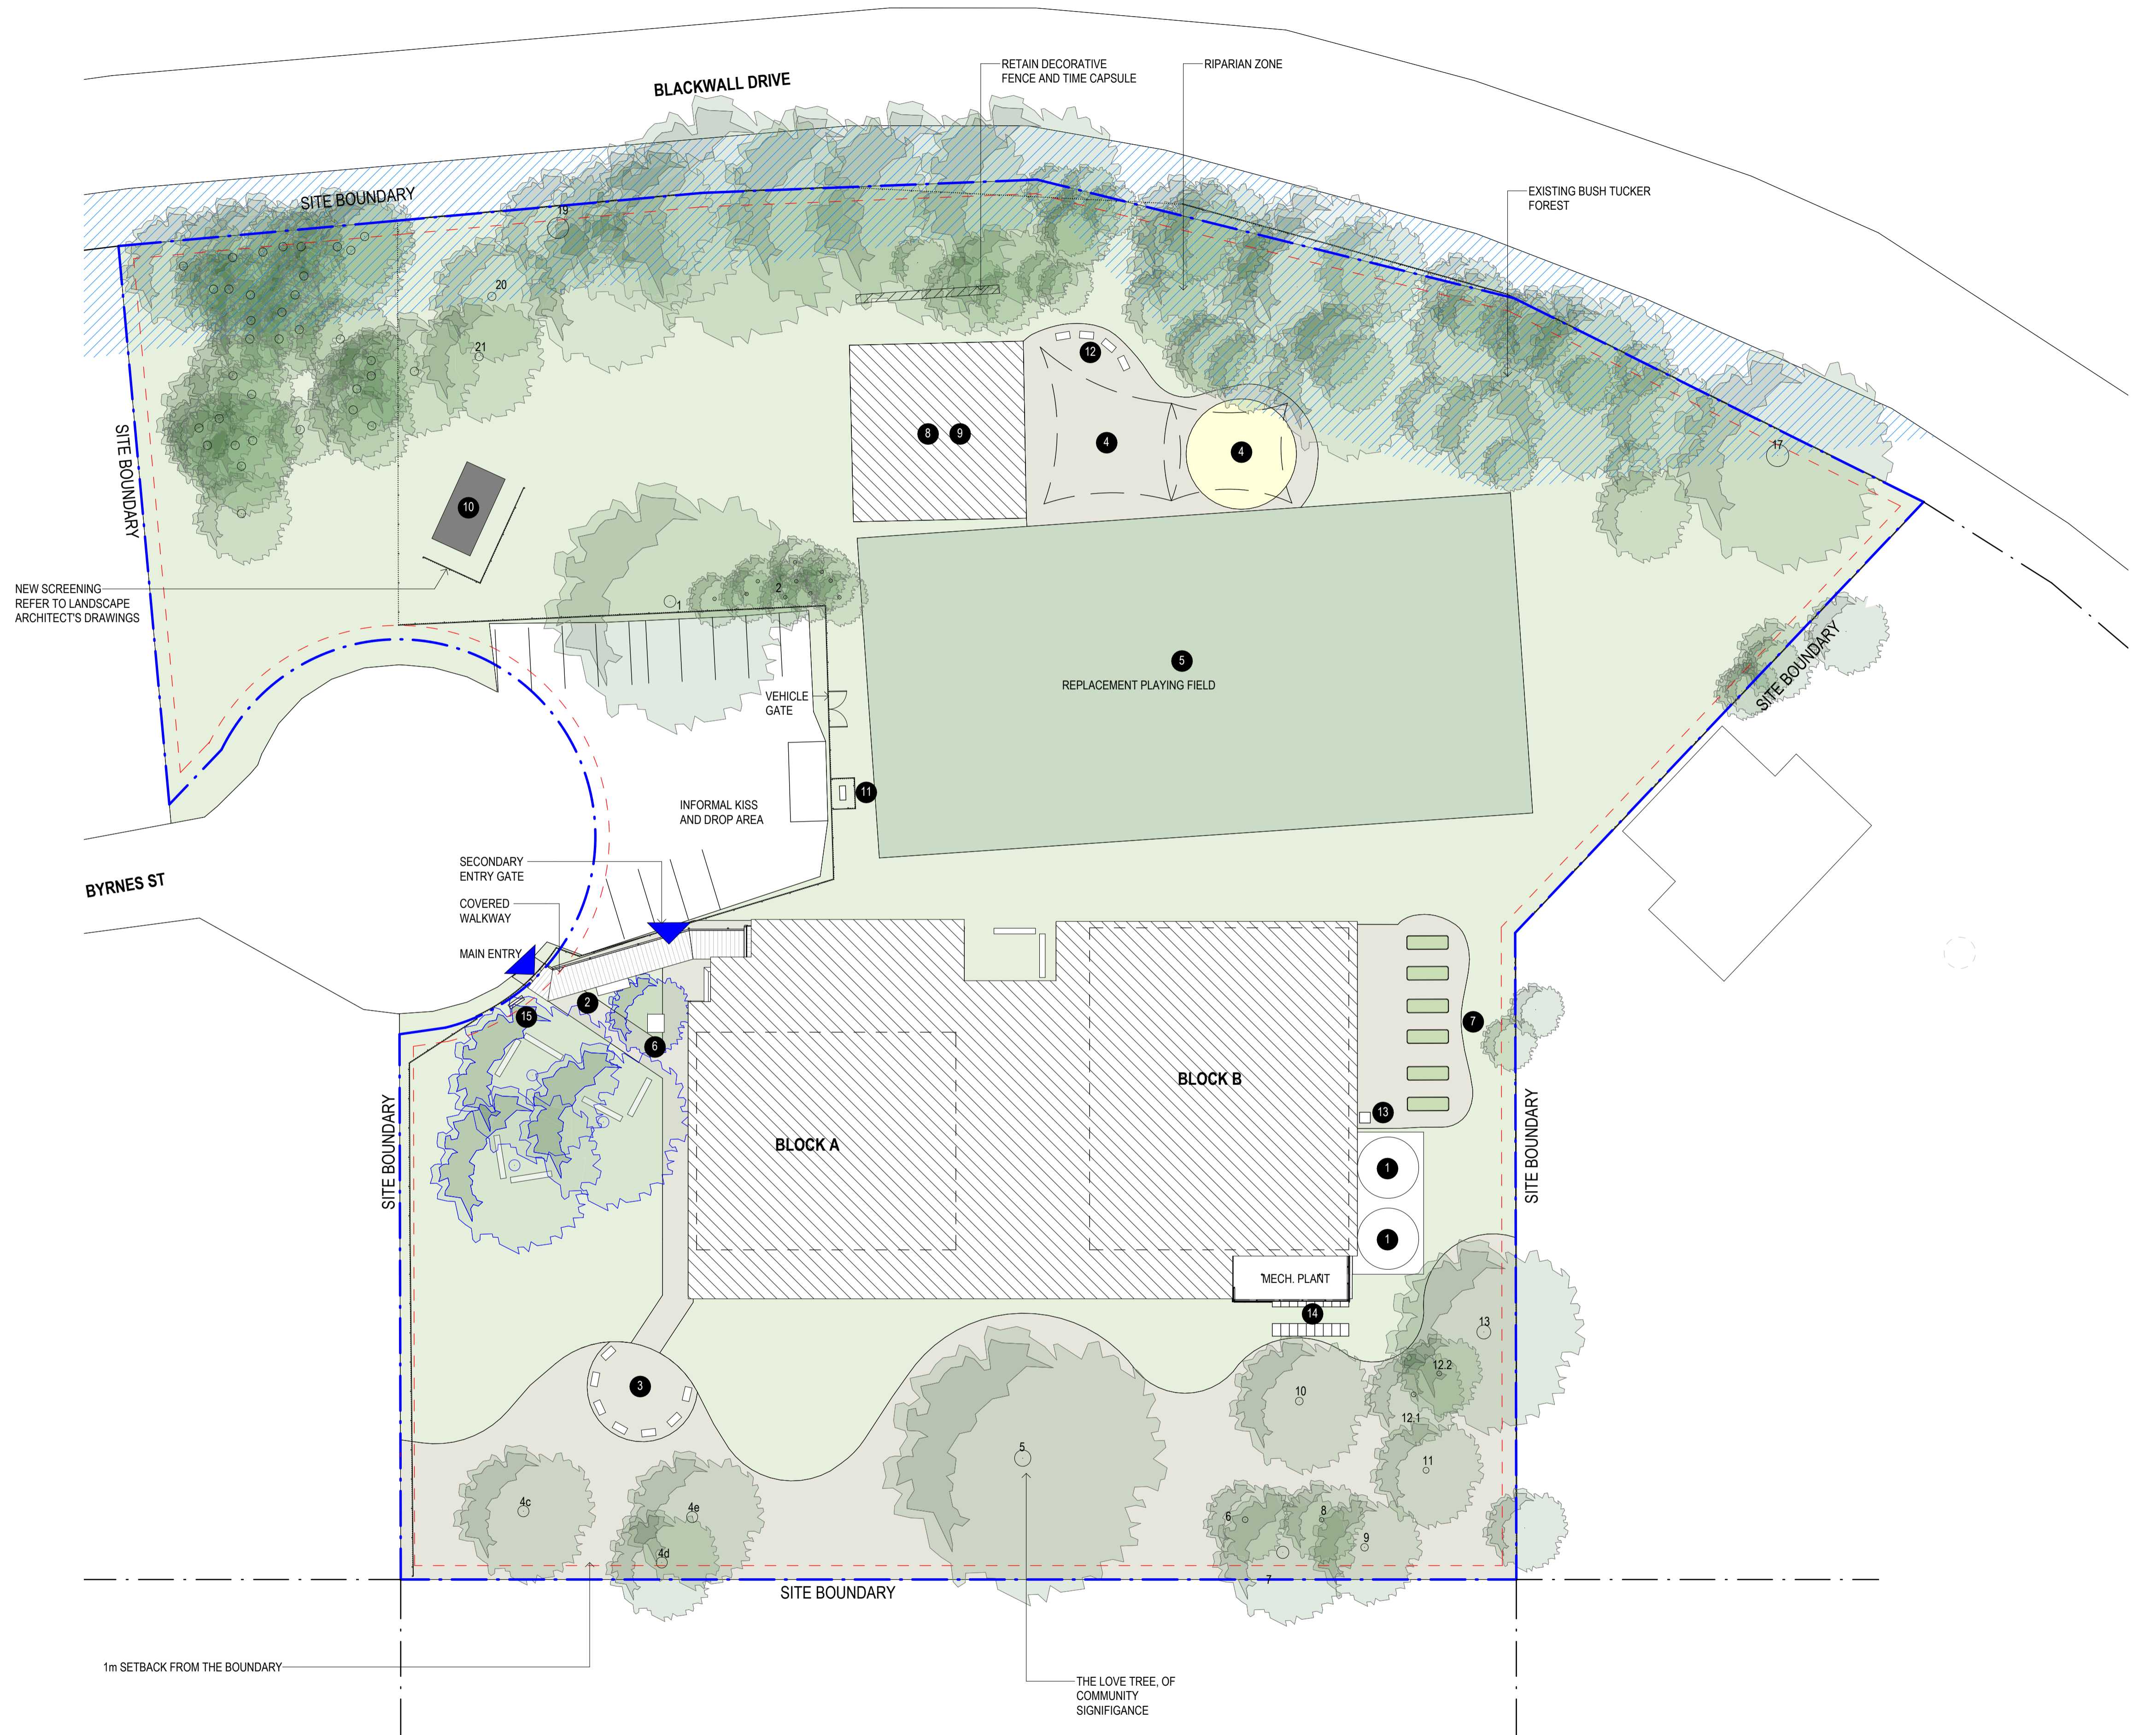 RETAIN DECORATIVE
FENCE AND TIME CAPSULE
RIPARIAN ZONE
BLACKWALL DRIVE
EXISTING BUSH TUCKER
FOREST
SITE BOUNDARY
19
20
21
12
8
9
4
4
17
SITE BOUNDARY
10
NEW SCREENING
REFER TO LANDSCAPE
ARCHITECT'S DRAWINGS
1
2
5
REPLACEMENT PLAYING FIELD
SITE BOUNDARY
VEHICLE
GATE
11
INFORMAL KISS
AND DROP AREA
SECONDARY
ENTRY GATE
BYRNES ST
COVERED
WALKWAY
MAIN ENTRY
2
15
6
7
BLOCK B
13
BLOCK A
SITE BOUNDARY
SITE BOUNDARY
1
1
MECH. PLANT
14
13
12.2
3
10
12.1
5
11
4c
4e
6
8
9
4d
7
SITE BOUNDARY
1m SETBACK FROM THE BOUNDARY
THE LOVE TREE, OF
COMMUNITY
SIGNIFIGANCE